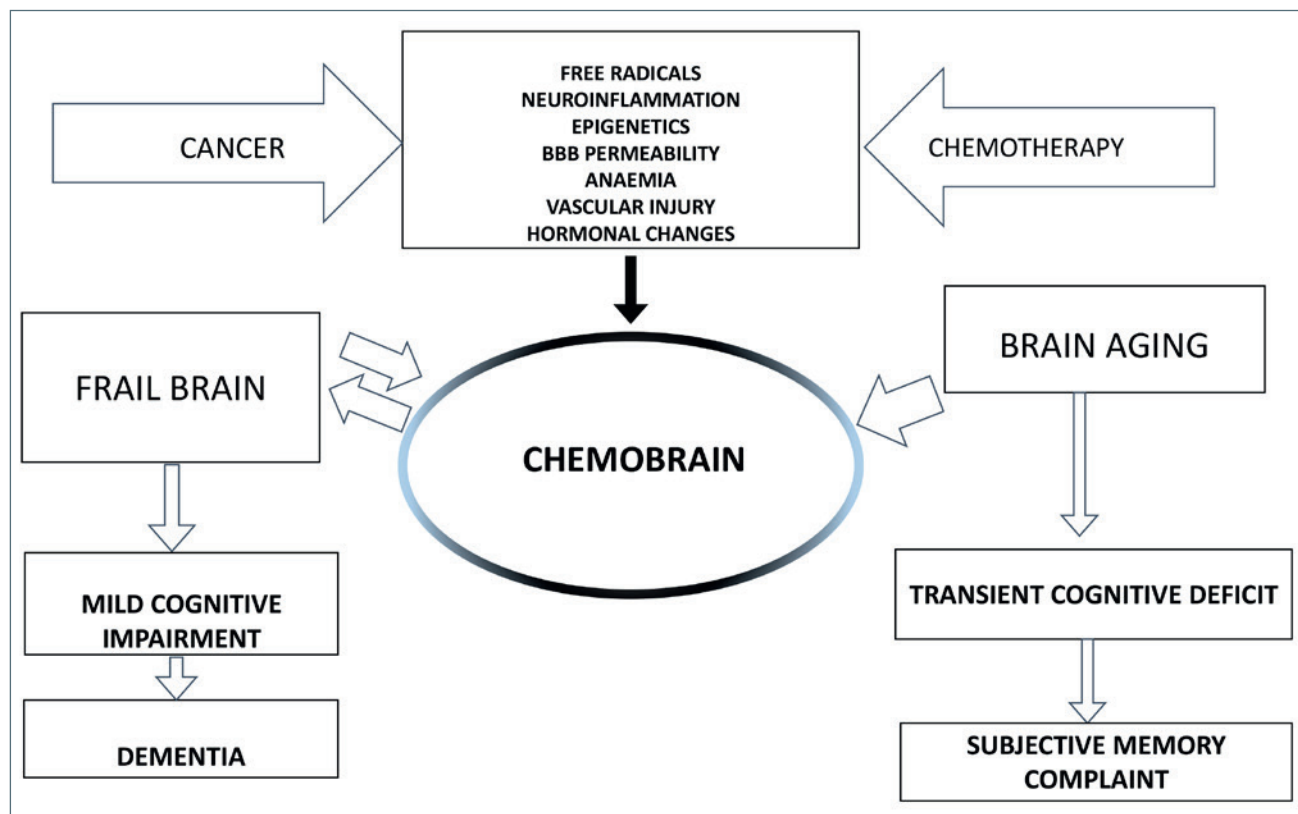 FREE RADICALS
NEUROINFLAMMATION
EPIGENETICS
BBB PERMEABILITY
ANAEMIA
VASCULAR INJURY
HORMONAL CHANGES
CANCER
CHEMOTHERAPY
FRAIL BRAIN
BRAIN AGING
CHEMOBRAIN
MILD COGNITIVE
IMPAIRMENT
TRANSIENT COGNITIVE DEFICIT
DEMENTIA
SUBJECTIVE MEMORY
COMPLAINT